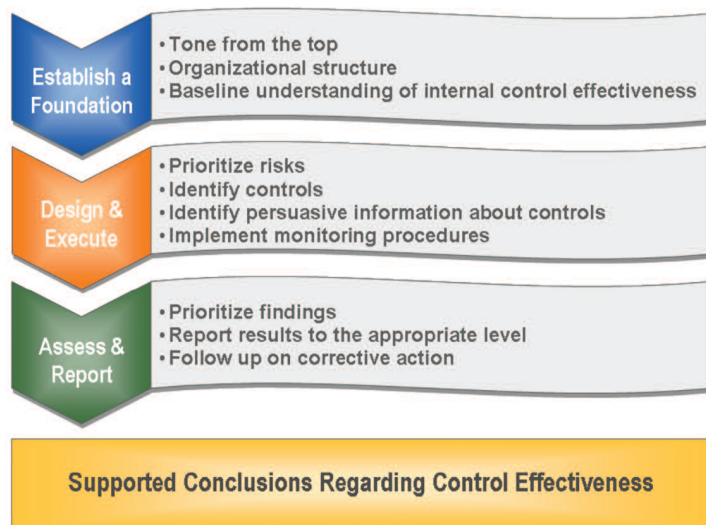 Establish a
Foundation
• Tone from the top
• Organizational structure
• Baseline understanding of internal control effectiveness
Design &
Execute
• Prioritize risks
• Identify controls
• Identify persuasive information about controls
• Implement monitoring procedures
Assess &
Report
• Prioritize findings
• Report results to the appropriate level
• Follow up on corrective action
Supported Conclusions Regarding Control Effectiveness